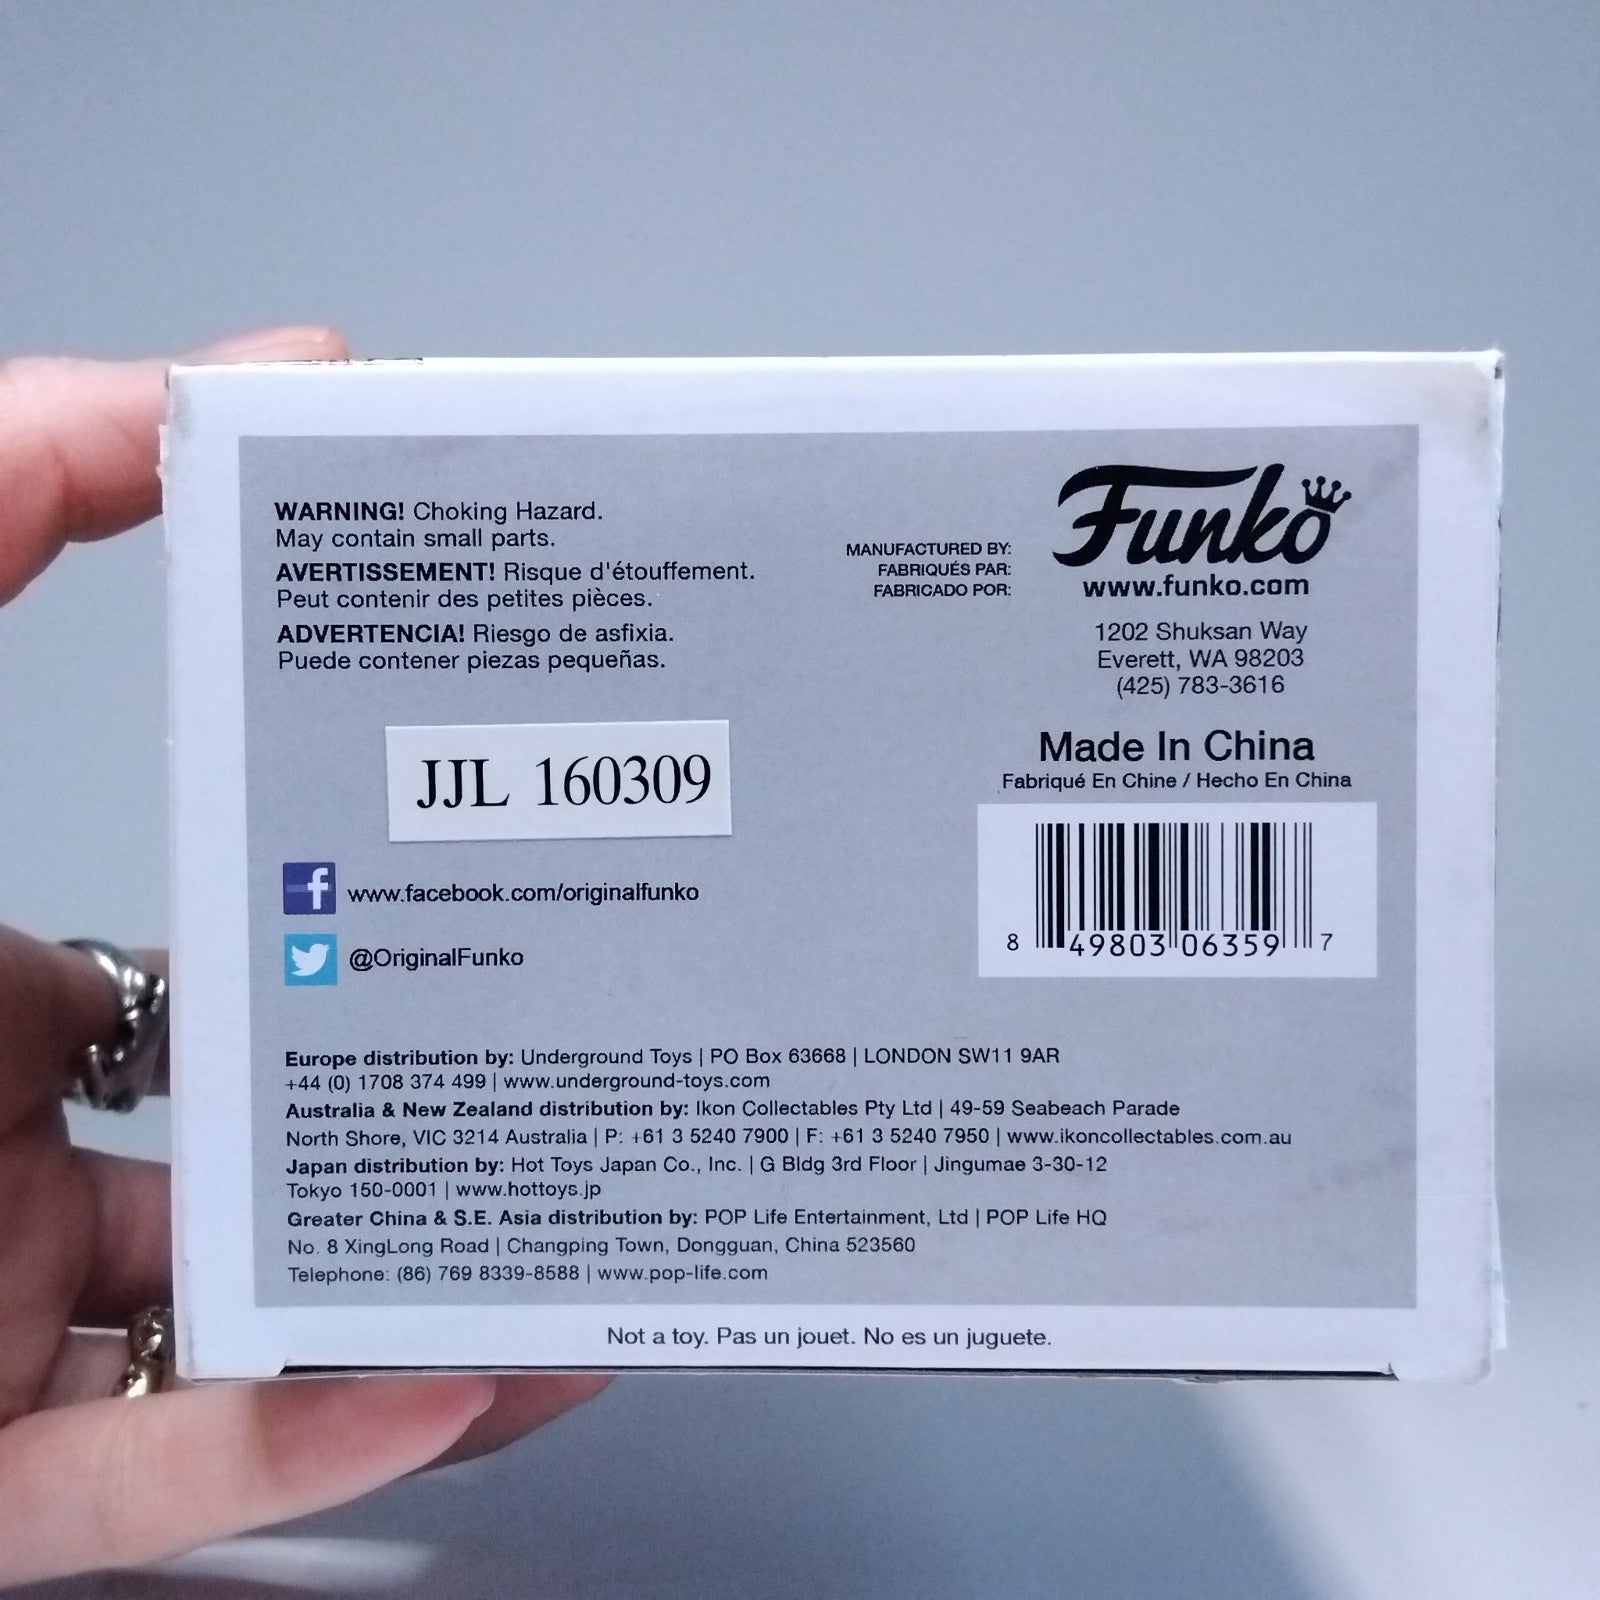 WARNING! Choking Hazard.
May contain small parts.
AVERTISSEMENT! Risque d'étouffement.
Peut contenir des petites pièces.
ADVERTENCIA! Riesgo de asfixia.
Puede contener piezas pequeñas.
MANUFACTURED BY:
FABRIQUÉS PAR:
FABRICADO POR:
Funko
www.funko.com
1202 Shuksan Way
Everett, WA 98203
(425) 783-3616
Made In China
Fabriqué En Chine / Hecho En China
JJL 160309
f www.facebook.com/originalfunko
@OriginalFunko
8 49803 06359 7
Europe distribution by: Underground Toys | PO Box 63668 | LONDON SW11 9AR
+44 (0) 1708 374 499 | www.underground-toys.com
Australia & New Zealand distribution by: Ikon Collectables Pty Ltd | 49-59 Seabeach Parade
North Shore, VIC 3214 Australia | P: +61 3 5240 7900 | F: +61 3 5240 7950 | www.ikoncollectables.com.au
Japan distribution by: Hot Toys Japan Co., Inc. | G Bldg 3rd Floor | Jingumae 3-30-12
Tokyo 150-0001 | www.hottoys.jp
Greater China & S.E. Asia distribution by: POP Life Entertainment, Ltd | POP Life HQ
No. 8 XingLong Road | Changping Town, Dongguan, China 523560
Telephone: (86) 769 8339-8588 | www.pop-life.com
Not a toy. Pas un jouet. No es un juguete.